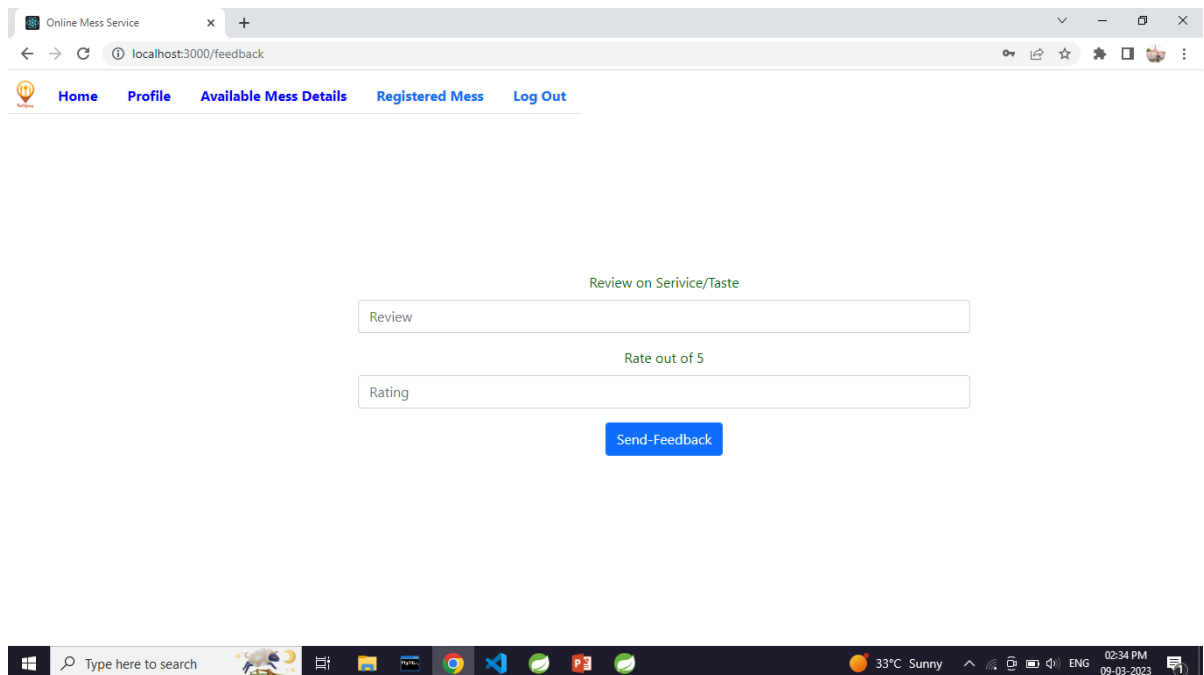 Online Mess Service
localhost:3000/feedback
Home Profile Available Mess Details Registered Mess Log Out
Review on Serivice/Taste
Review
Rate out of 5
Rating
Send-Feedback
Type here to search
33°C Sunny
ENG
02:34 PM
09-03-2023
1